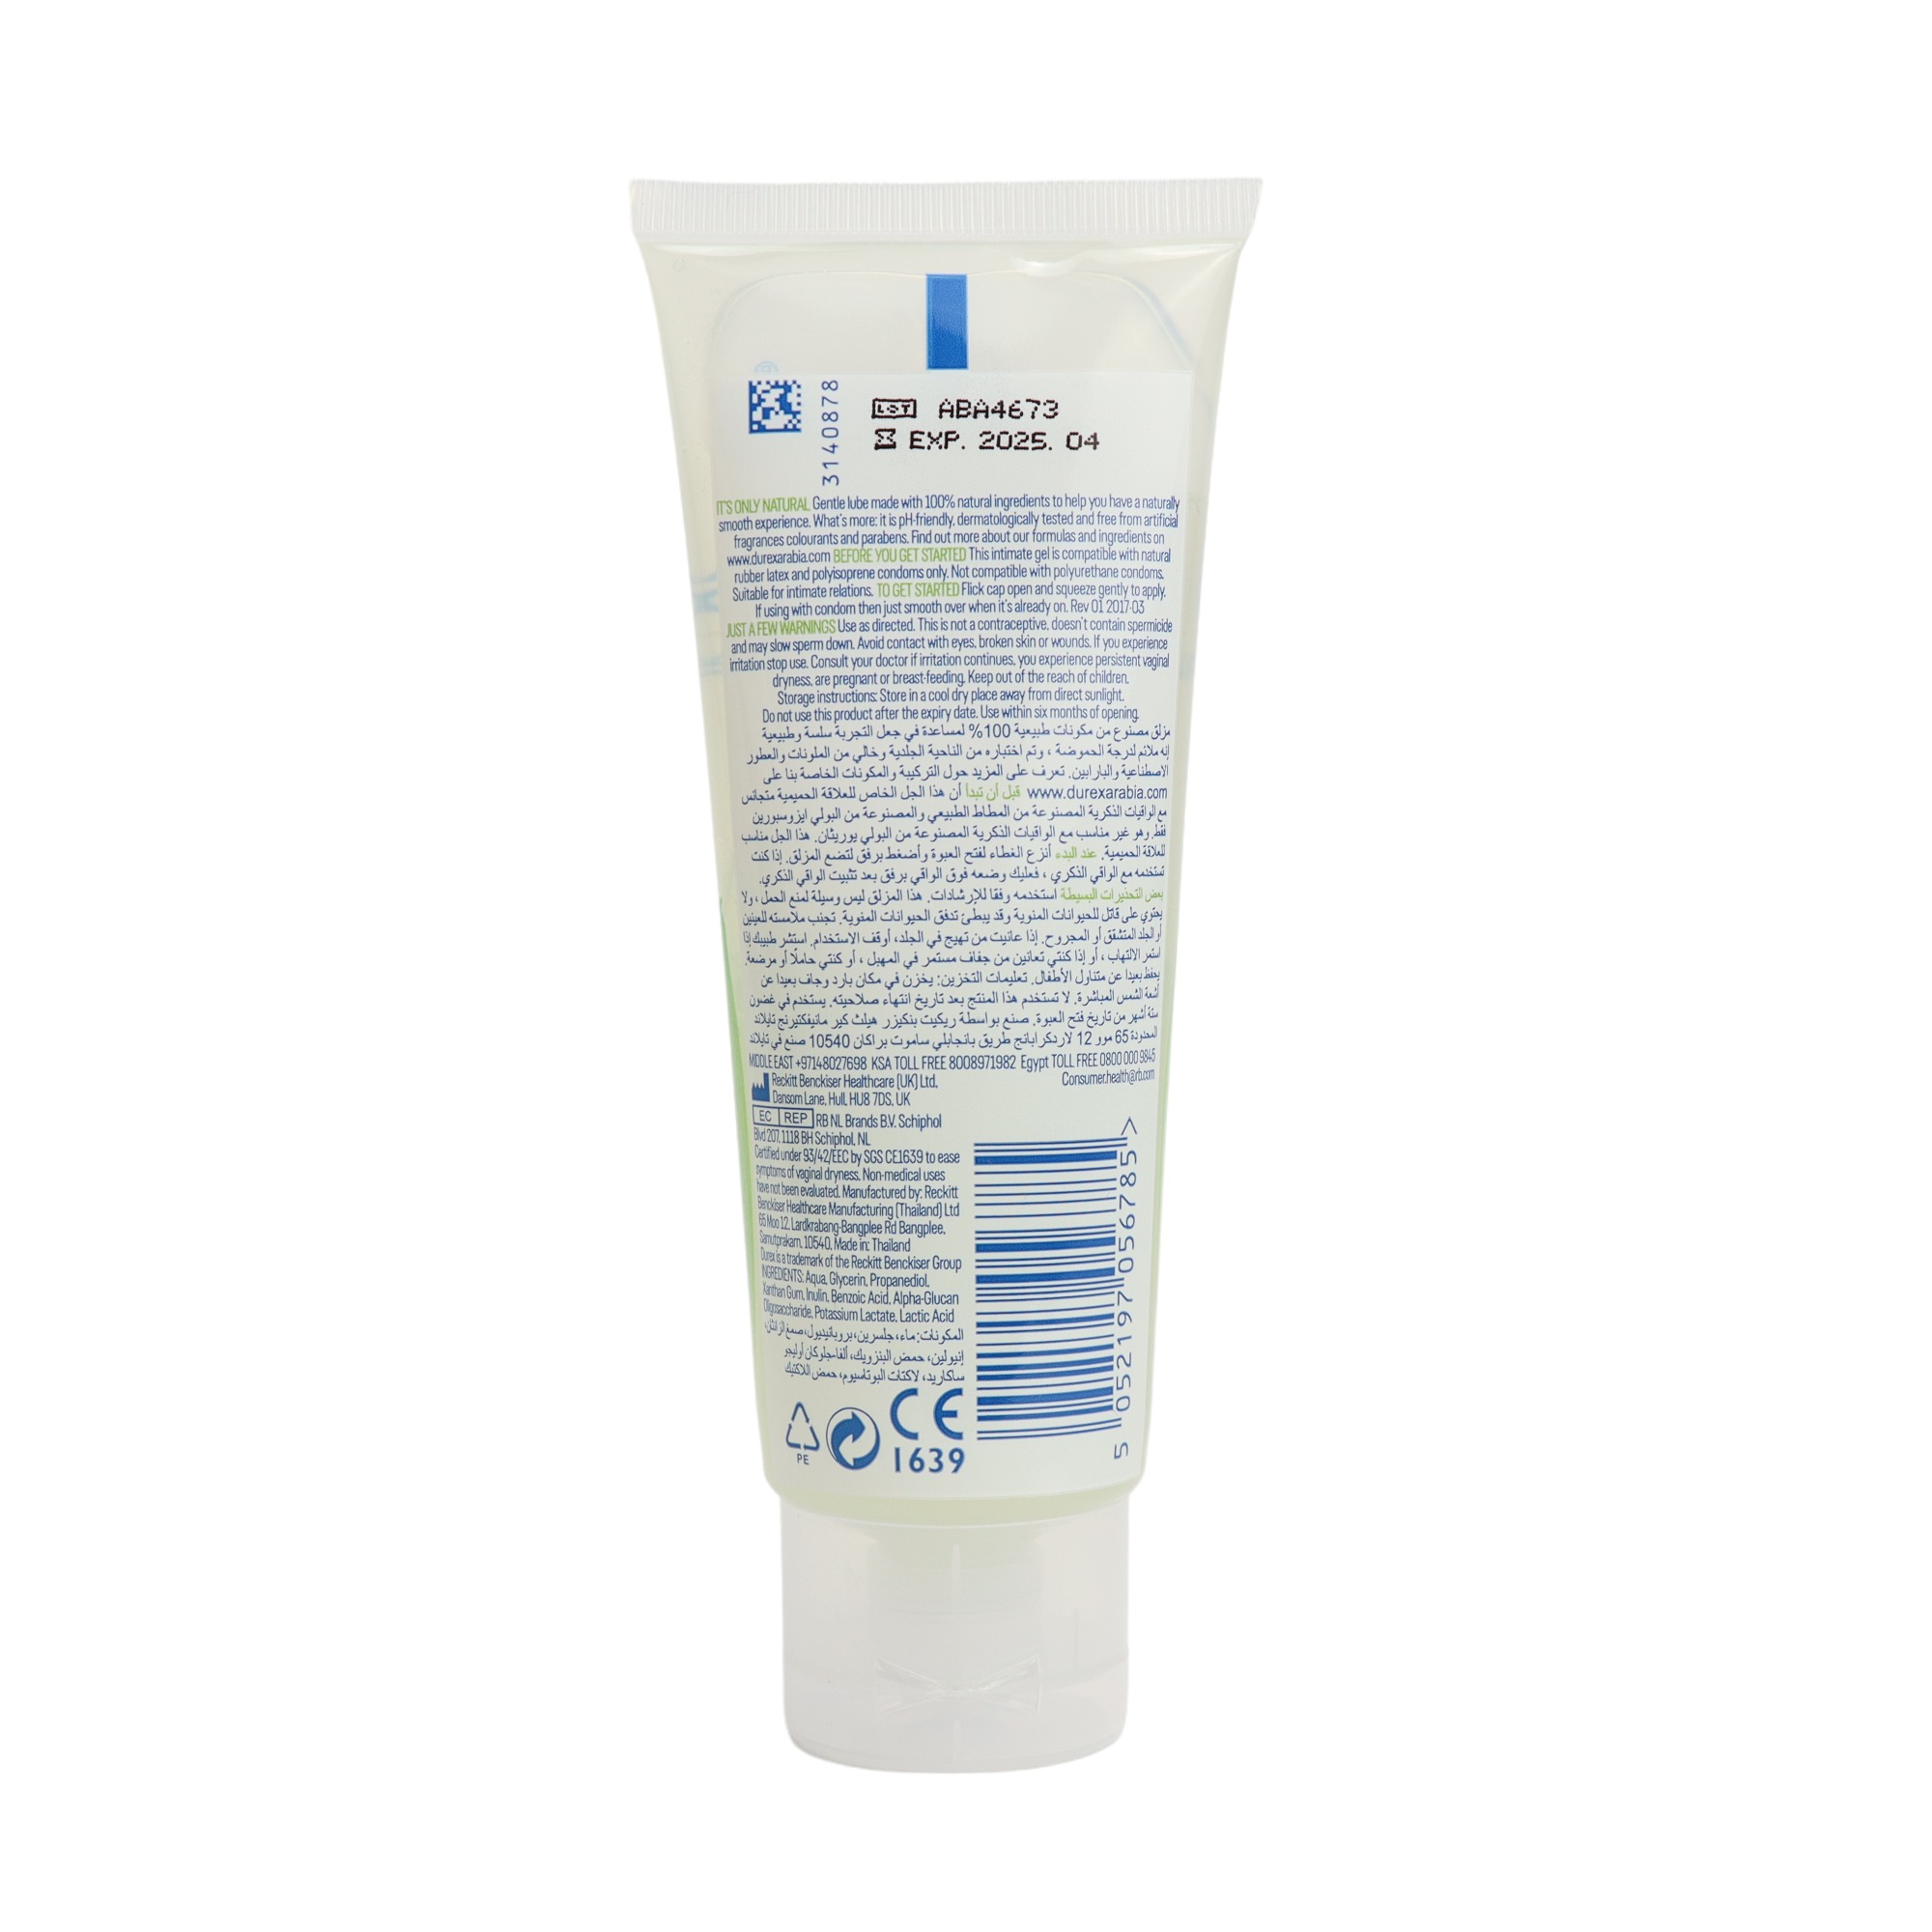 3140878
LOT ABA4673
EXP. 2025. 04
IT'S ONLY NATURAL Gentle lube made with 100% natural ingredients to help you have a naturally
smooth experience. What's more: it is pH-friendly, dermatologically tested and free from artificial
fragrances colourants and parabens. Find out more about our formulas and ingredients on
www.durexarabia.com BEFORE YOU GET STARTED This intimate gel is compatible with natural
rubber latex and polyisoprene condoms only. Not compatible with polyurethane condoms.
Suitable for intimate relations. TO GET STARTED Flick cap open and squeeze gently to apply.
If using with condom then just smooth over when it's already on. Rev 01 2017-03
JUST A FEW WARNINGS Use as directed. This is not a contraceptive, doesn't contain spermicide
and may slow sperm down. Avoid contact with eyes, broken skin or wounds. If you experience
irritation stop use. Consult your doctor if irritation continues, you experience persistent vaginal
dryness, are pregnant or breast-feeding. Keep out of the reach of children.
Storage instructions: Store in a cool dry place away from direct sunlight.
Do not use this product after the expiry date. Use within six months of opening.
مزلق مصنوع من مكونات طبيعية 100% لمساعدة في جعل التجربة سلسة وطبيعية
إنه ملائم لدرجة الحموضة ، وتم اختباره من الناحية الجلدية وخالي من الملونات والعطور
الاصطناعية والبارابين. تعرف على المزيد حول التركيبة والمكونات الخاصة بنا على
www.durexarabia.com قبل أن تبدأ أن هذا الجل الخاص للعلاقة الحميمية متجانس
مع الواقيات الذكرية المصنوعة من المطاط الطبيعي والمصنوعة من البولي ايزوسبورين
فقط. وهو غير مناسب مع الواقيات الذكرية المصنوعة من البولي يوريثان. هذا الجل مناسب
للعلاقة الحميمية. عند البدء أنزع الغطاء لفتح العبوة وأضغط برفق لتضع المزلق. إذا كنت
تستخدمه مع الواقي الذكري ، فعليك وضعه فوق الواقي برفق بعد تثبيت الواقي الذكري.
بعض التحذيرات البسيطة استخدمه وفقا للإرشادات. هذا المزلق ليس وسيلة لمنع الحمل ، ولا
يحتوي على قاتل للحيوانات المنوية وقد يبطئ تدفق الحيوانات المنوية. تجنب ملامسته للعينين
أو الجلد المتشقق أو المجروح. إذا عانيت من تهيج في الجلد، أوقف الاستخدام. استشر طبيبك إذا
استمر الالتهاب ، أو إذا كنتي تعانين من جفاف مستمر في المهبل ، أو كنتي حاملًا أو مرضعة.
يحفظ بعيدا عن متناول الأطفال. تعليمات التخزين: يخزن في مكان بارد وجاف بعيدا عن
أشعة الشمس المباشرة. لا تستخدم هذا المنتج بعد تاريخ انتهاء صلاحيته. يستخدم في غضون
ستة أشهر من تاريخ فتح العبوة. صنع بواسطة ريكيت بنكيزر هيلث كير مانيفكتيرنج تايلاند
المحدودة 65 موو 12 لاردكرابانج طريق بانجابلي ساموت براكان 10540 صنع في تايلاند
MIDDLE EAST +97148027698 KSA TOLL FREE 8008971982 Egypt TOLL FREE 0800 000 9845
Consumer.health@rb.com
Reckitt Benckiser Healthcare (UK) Ltd.
Dansom Lane, Hull, HU8 7DS, UK
EC REP RB NL Brands B.V. Schiphol
Blvd 207, 1118 BH Schiphol, NL
Certified under 93/42/EEC by SGS CE1639 to ease
symptoms of vaginal dryness. Non-medical uses
have not been evaluated. Manufactured by: Reckitt
Benckiser Healthcare Manufacturing (Thailand) Ltd
65 Moo 12, Lardkrabang-Bangplee Rd Bangplee,
Samutprakarn, 10540, Made in: Thailand
Durex is a trademark of the Reckitt Benckiser Group
INGREDIENTS: Aqua, Glycerin, Propanediol,
Xanthan Gum, Inulin, Benzoic Acid, Alpha-Glucan
Oligosaccharide, Potassium Lactate, Lactic Acid
المكونات: ماء، جلسرين، بروبانيديول، صمغ الزانثان،
إنيولين، حمض البنزويك، ألفا-جلوكان أوليجو
ساكاريد، لاكتات البوتاسيوم، حمض اللاكتيك
PE
CE
1639
5 052197 056785 >